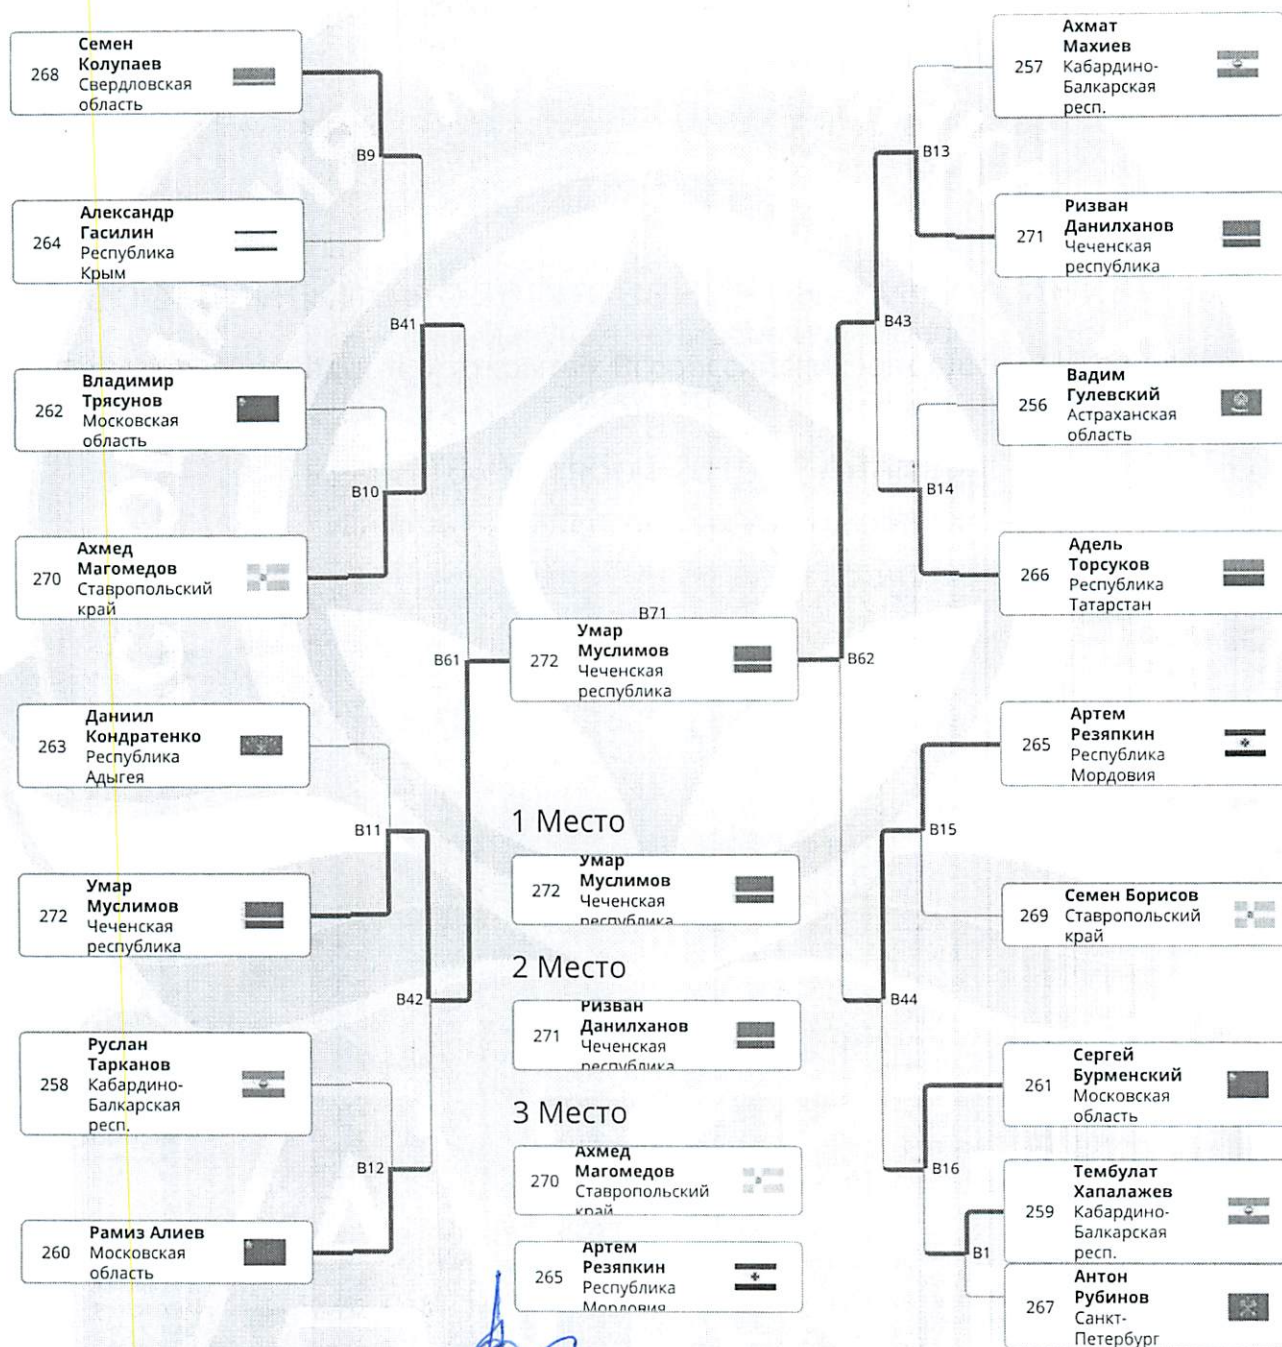 268
Семен
Колупаев
Свердловская
область
B9
264
Александр
Гасилин
Республика
Крым
B41
262
Владимир
Трясунов
Московская
область
B10
270
Ахмед
Магомедов
Ставропольский
край
B61
263
Даниил
Кондратенко
Республика
Адыгея
B11
272
Умар
Муслимов
Чеченская
республика
B42
258
Руслан
Тарканов
Кабардино-
Балкарская
респ.
B12
260
Рамиз Алиев
Московская
область
B71
272
Умар
Муслимов
Чеченская
республика
1 Место
272
Умар
Муслимов
Чеченская
республика
2 Место
271
Ризван
Данилханов
Чеченская
республика
3 Место
270
Ахмед
Магомедов
Ставропольский
край
265
Артем
Резяпкин
Республика
Мордовия
257
Ахмат
Махиев
Кабардино-
Балкарская
респ.
B13
271
Ризван
Данилханов
Чеченская
республика
B43
256
Вадим
Гулевский
Астраханская
область
B14
266
Адель
Торсуков
Республика
Татарстан
B62
265
Артем
Резяпкин
Республика
Мордовия
B15
269
Семен Борисов
Ставропольский
край
B44
261
Сергей
Бурменский
Московская
область
B16
259
Тембулат
Хапалажев
Кабардино-
Балкарская
респ.
B1
267
Антон
Рубинов
Санкт-
Петербург